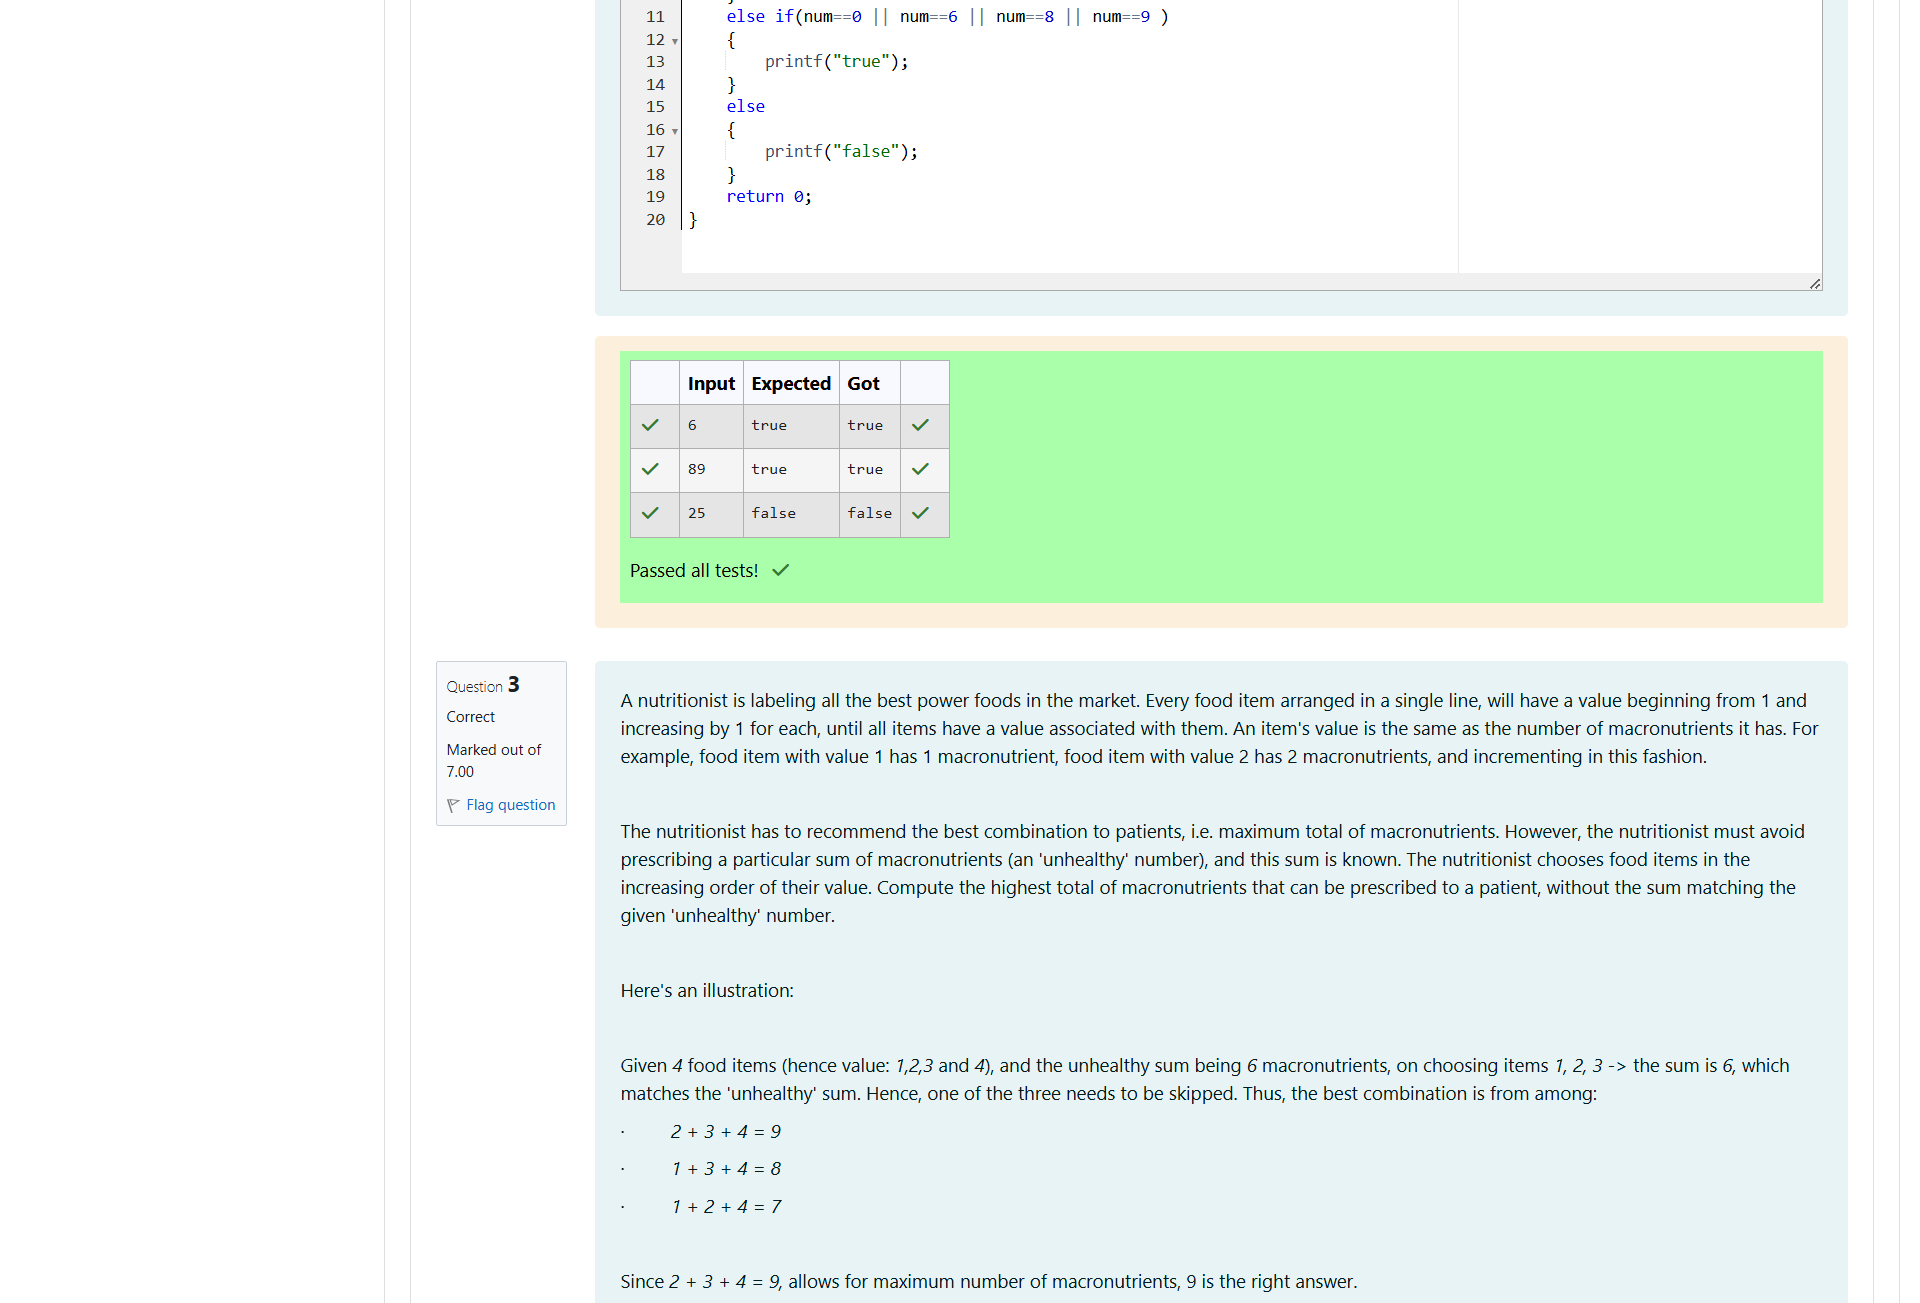 11 else if(num==0 || num==6 || num==8 || num==9 )
12 {
13 printf("true");
14 }
15 else
16 {
17 printf("false");
18 }
19 return 0;
20 }
Input Expected Got
6 true true
89 true true
25 false false
Passed all tests!
Question 3
Correct
Marked out of
7.00
Flag question
A nutritionist is labeling all the best power foods in the market. Every food item arranged in a single line, will have a value beginning from 1 and
increasing by 1 for each, until all items have a value associated with them. An item's value is the same as the number of macronutrients it has. For
example, food item with value 1 has 1 macronutrient, food item with value 2 has 2 macronutrients, and incrementing in this fashion.
The nutritionist has to recommend the best combination to patients, i.e. maximum total of macronutrients. However, the nutritionist must avoid
prescribing a particular sum of macronutrients (an 'unhealthy' number), and this sum is known. The nutritionist chooses food items in the
increasing order of their value. Compute the highest total of macronutrients that can be prescribed to a patient, without the sum matching the
given 'unhealthy' number.
Here's an illustration:
Given 4 food items (hence value: 1,2,3 and 4), and the unhealthy sum being 6 macronutrients, on choosing items 1, 2, 3 -> the sum is 6, which
matches the 'unhealthy' sum. Hence, one of the three needs to be skipped. Thus, the best combination is from among:
· 2 + 3 + 4 = 9
· 1 + 3 + 4 = 8
· 1 + 2 + 4 = 7
Since 2 + 3 + 4 = 9, allows for maximum number of macronutrients, 9 is the right answer.